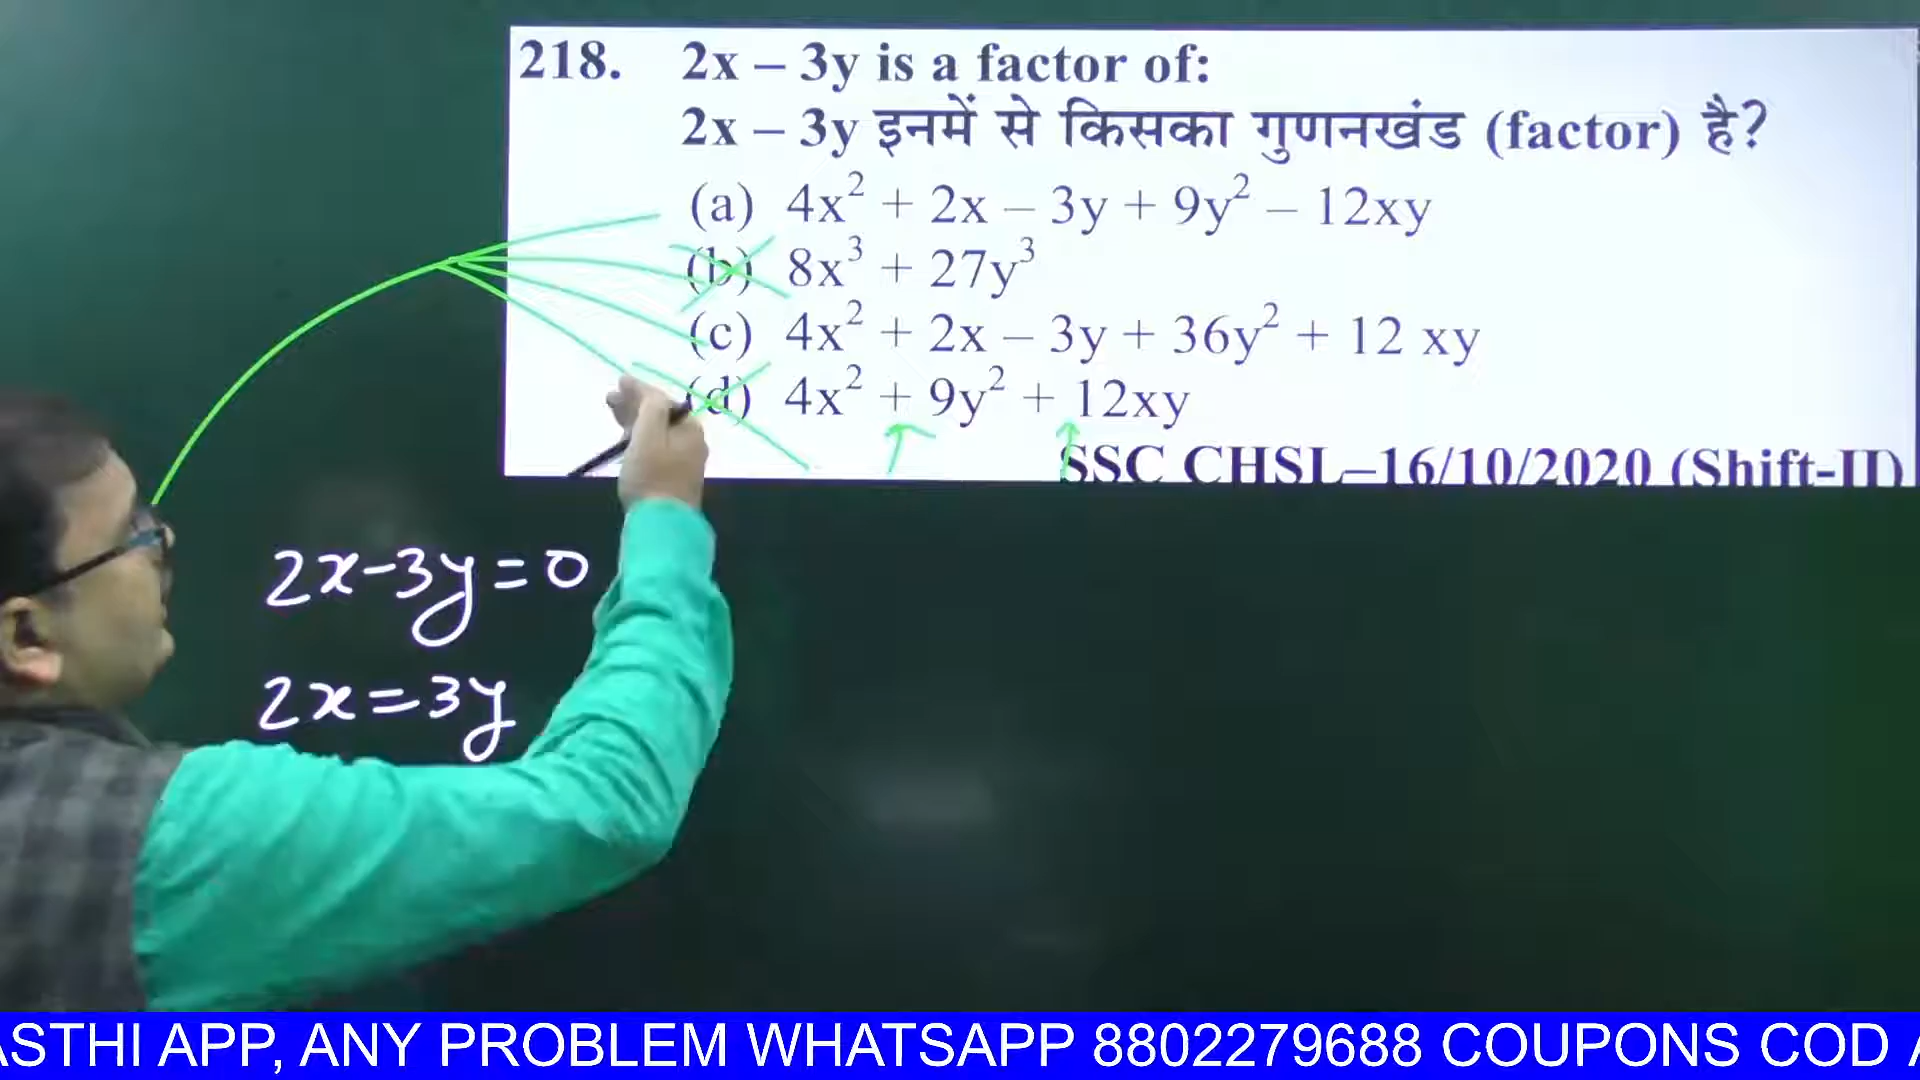 218. 2x – 3y is a factor of:
2x – 3y इनमें से किसका गुणनखंड (factor) है?
(a) 4x² + 2x – 3y + 9y² – 12xy
(b) 8x³ + 27y³
(c) 4x² + 2x – 3y + 36y² + 12 xy
(d) 4x² + 9y² + 12xy
SSC CHSL–16/10/2020 (Shift-II)
2x-3y=0
2x=3y
ASTHI APP, ANY PROBLEM WHATSAPP 8802279688 COUPONS COD A